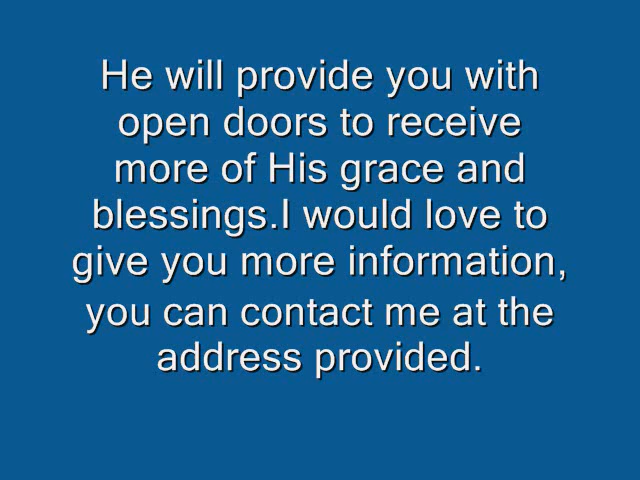 He will provide you with
open doors to receive
more of His grace and
blessings.I would love to
give you more information,
you can contact me at the
address provided.